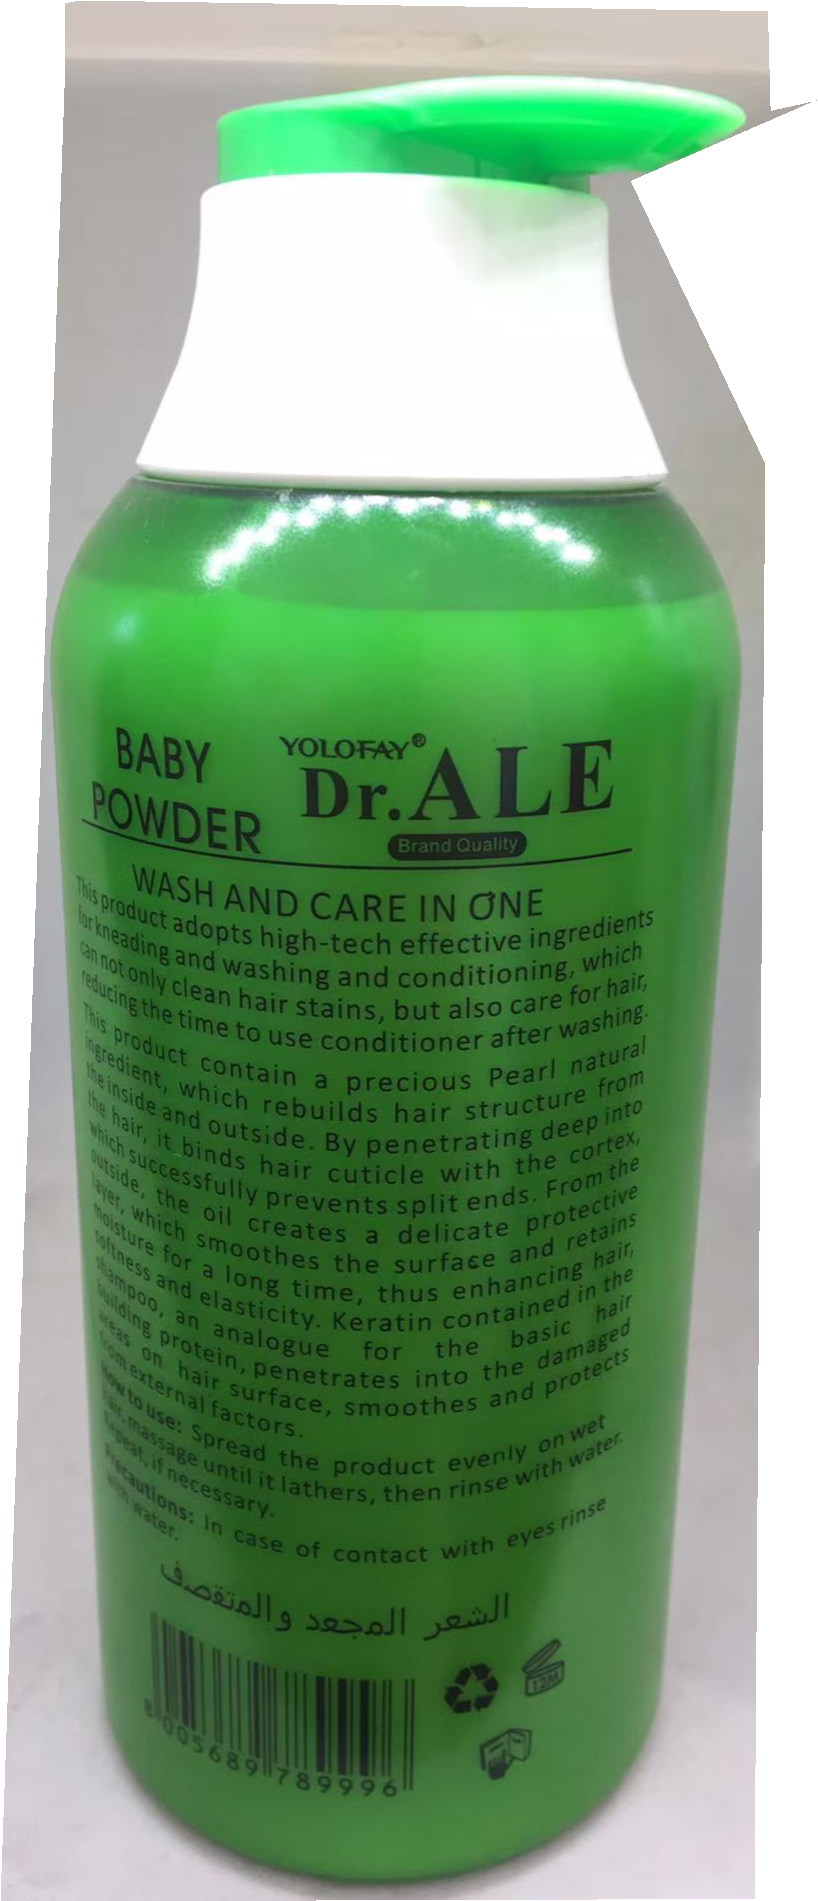 BABY
POWDER
YOLOFAY®
Dr.ALE
Brand Quality
WASH AND CARE IN ONE
This product adopts high-tech effective ingredients
for kneading and washing and conditioning, which
can not only clean hair stains, but also care for hair,
reducing the time to use conditioner after washing.
This product contain a precious Pearl natural
ingredient, which rebuilds hair structure from
the inside and outside. By penetrating deep into
the hair, it binds hair cuticle with the cortex,
which successfully prevents split ends. From the
outside, the oil creates a delicate protective
layer, which smoothes the surface and retains
moisture for a long time, thus enhancing hair,
softness and elasticity. Keratin contained in the
shampoo, an analogue for the basic hair
building protein, penetrates into the damaged
areas on hair surface, smoothes and protects
from external factors.
How to use: Spread the product evenly on wet
hair, massage until it lathers, then rinse with water.
Repeat, if necessary.
Precautions: In case of contact with eyes rinse
with water.
الشعر المجعد والمتقصف
8 005689 789996
12M